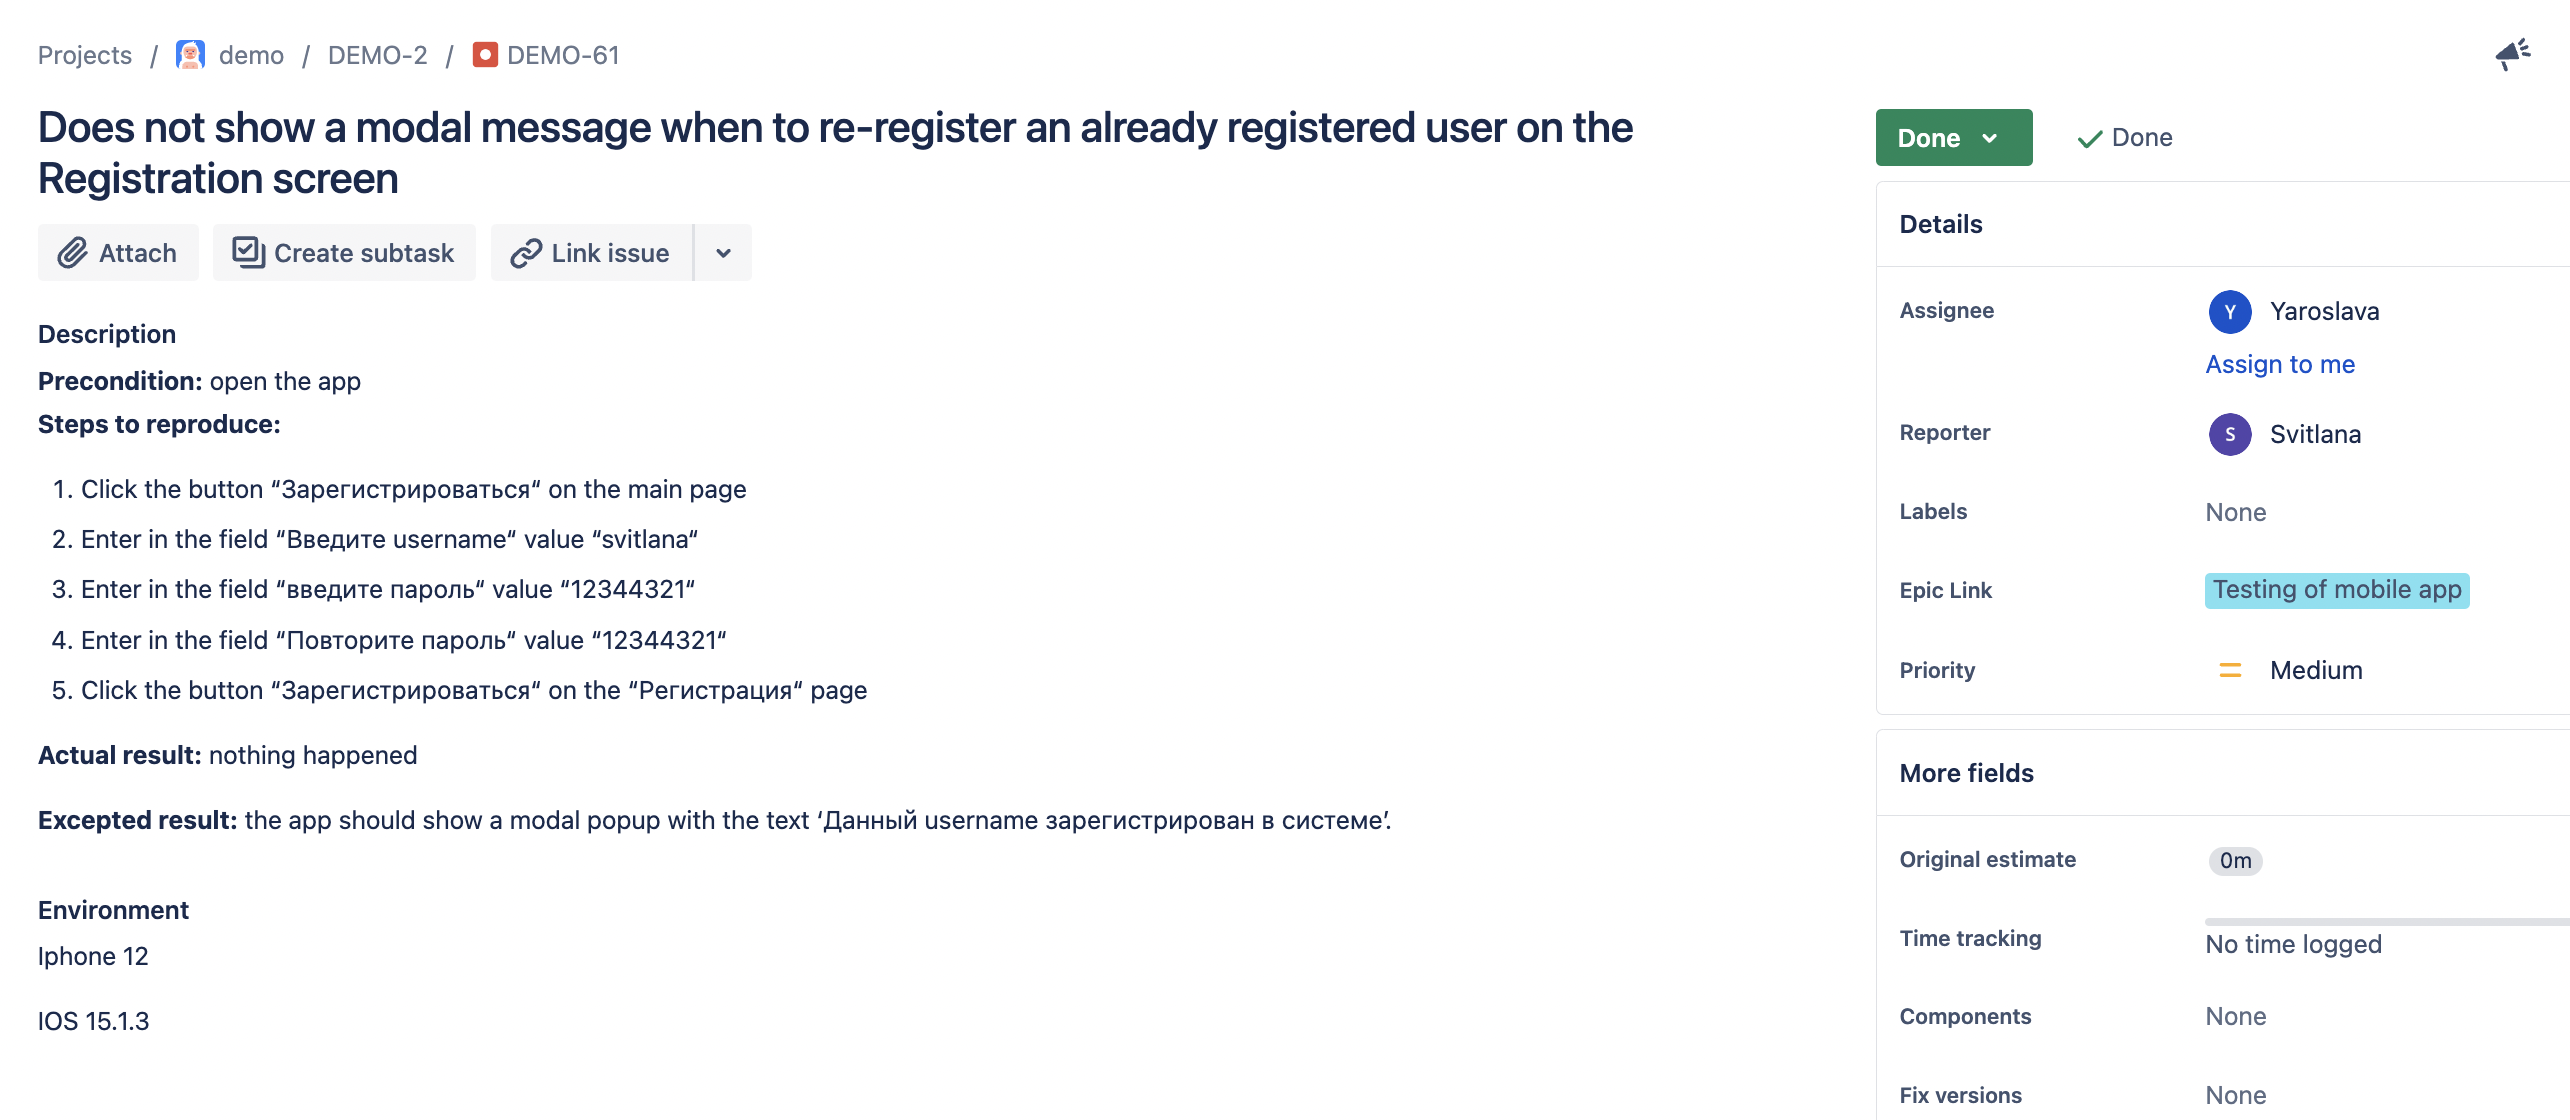 Projects / demo / DEMO-2 / DEMO-61
Does not show a modal message when to re-register an already registered user on the
Registration screen
Attach
Create subtask
Link issue
Description
Precondition: open the app
Steps to reproduce:
1. Click the button “Зарегистрироваться“ on the main page
2. Enter in the field “Введите username“ value “svitlana“
3. Enter in the field “введите пароль“ value “12344321“
4. Enter in the field “Повторите пароль“ value “12344321“
5. Click the button “Зарегистрироваться“ on the “Регистрация“ page
Actual result: nothing happened
Excepted result: the app should show a modal popup with the text ‘Данный username зарегистрирован в системе’.
Environment
Iphone 12
IOS 15.1.3
Done
Done
Details
Assignee
Y Yaroslava
Assign to me
Reporter
S Svitlana
Labels
None
Epic Link
Testing of mobile app
Priority
Medium
More fields
Original estimate
0m
Time tracking
No time logged
Components
None
Fix versions
None